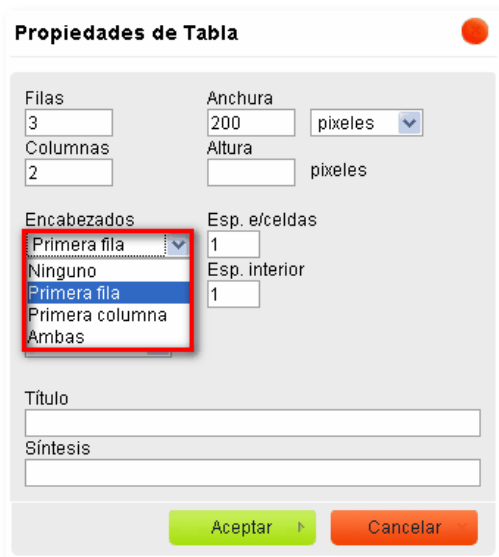 Propiedades de Tabla
Filas Anchura
3 200 pixeles
Columnas Altura
2 pixeles
Encabezados Esp. e/celdas
Primera fila 1
Ninguno Esp. interior
Primera fila 1
Primera columna
Ambas
Título
Síntesis
Aceptar Cancelar